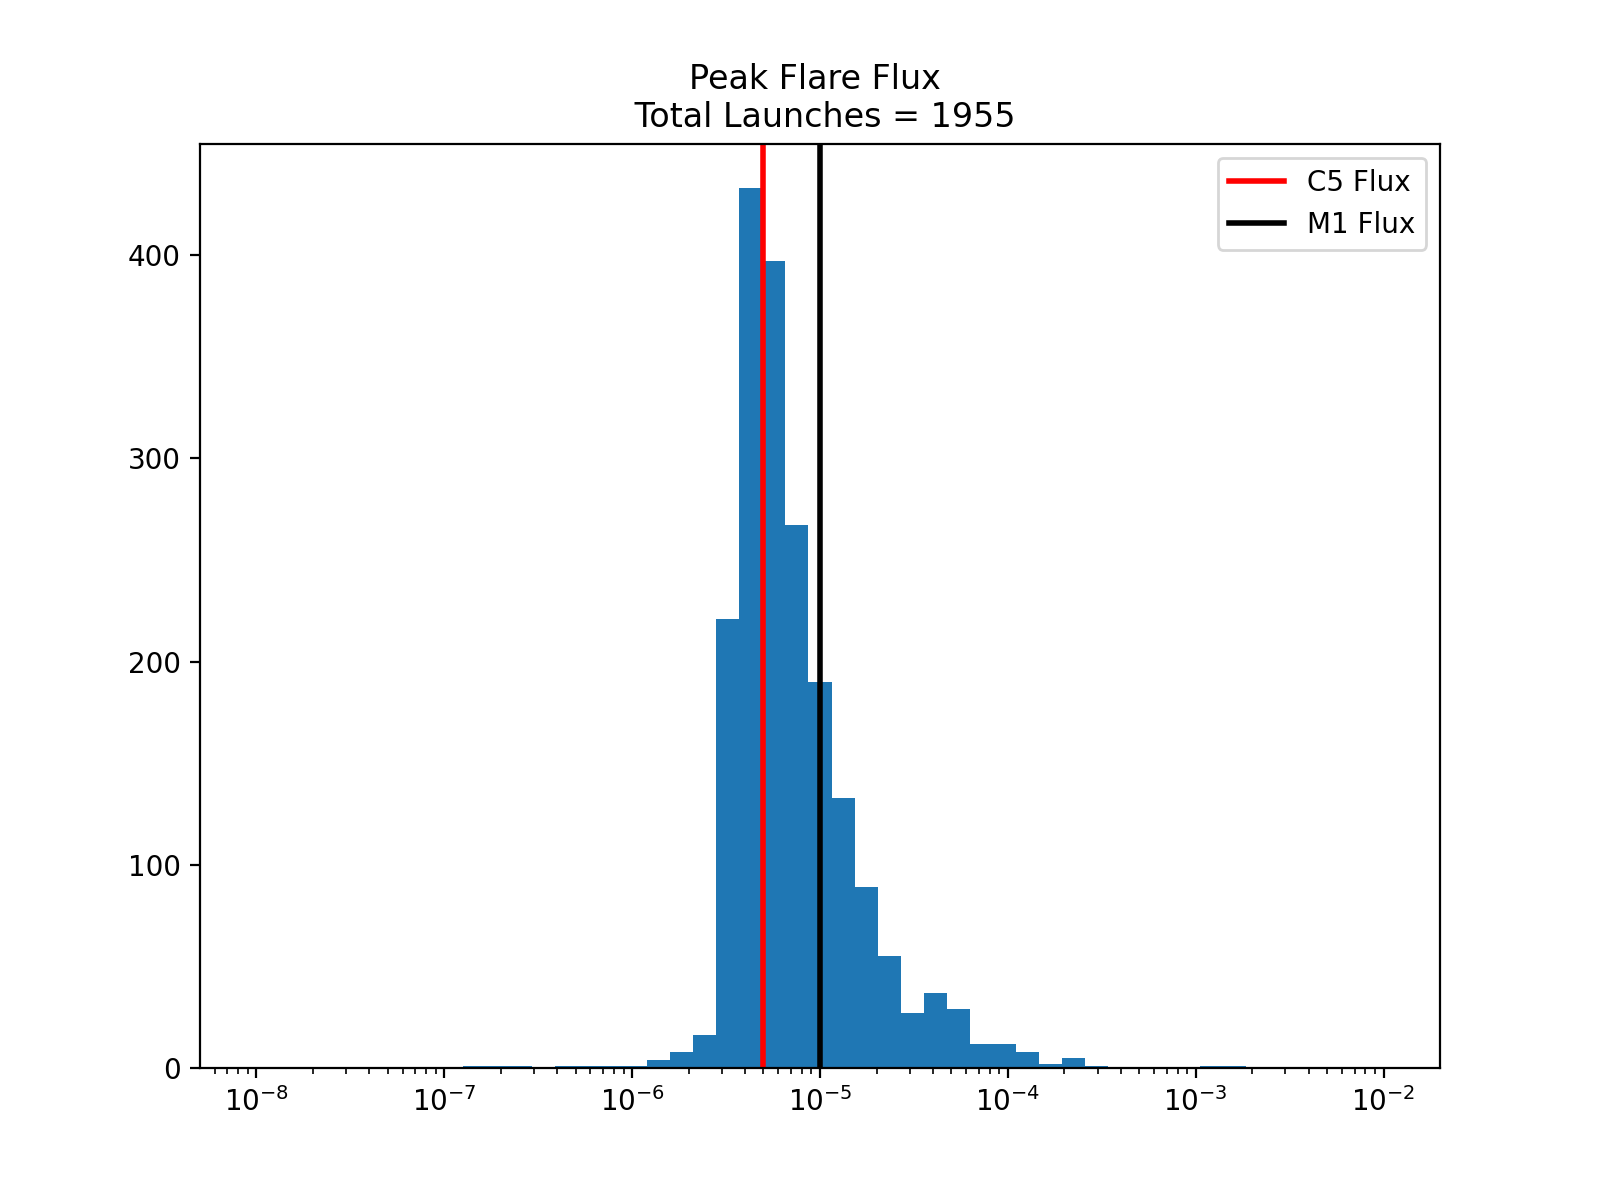 Peak Flare Flux
Total Launches = 1955
C5 Flux
M1 Flux
400
300
200
100
0
10⁻⁸ 10⁻⁷ 10⁻⁶ 10⁻⁵ 10⁻⁴ 10⁻³ 10⁻²